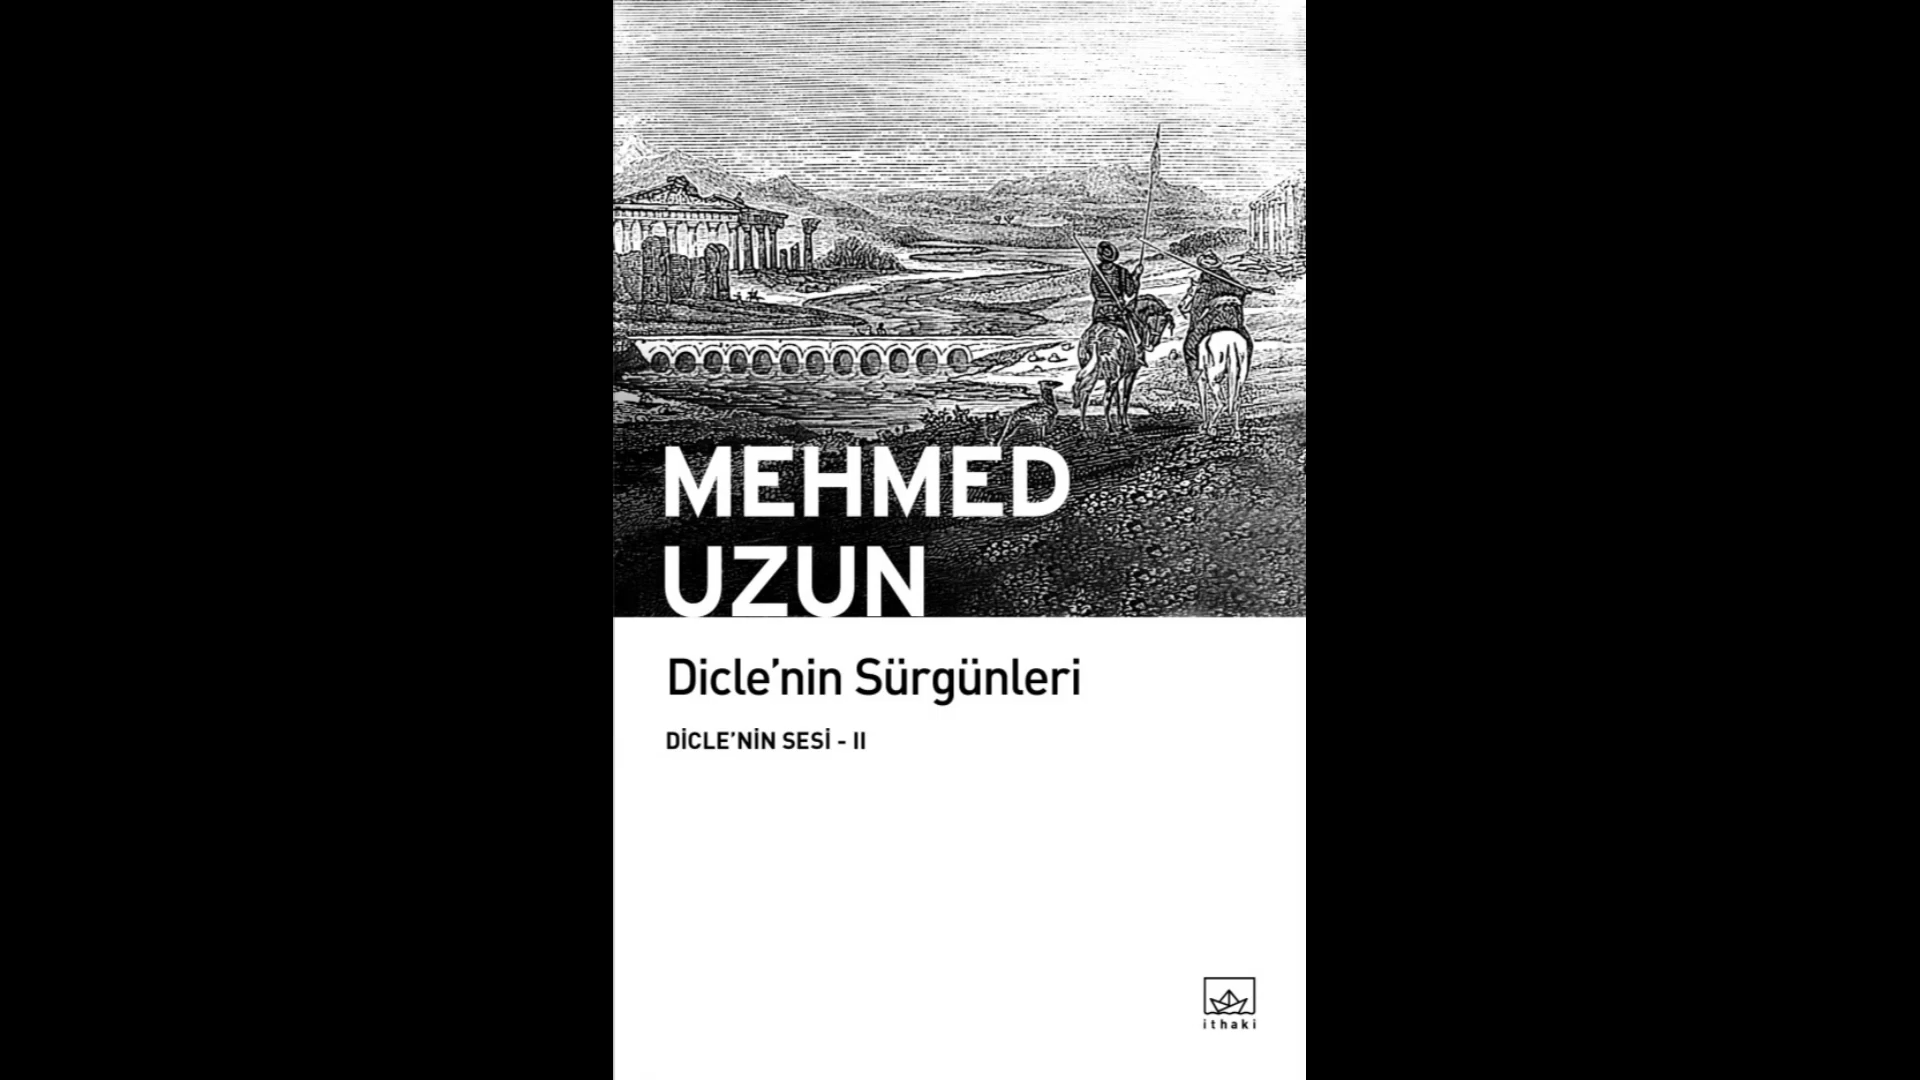 MEHMED
UZUN
Dicle'nin Sürgünleri
DİCLE'NİN SESİ - II
ithaki